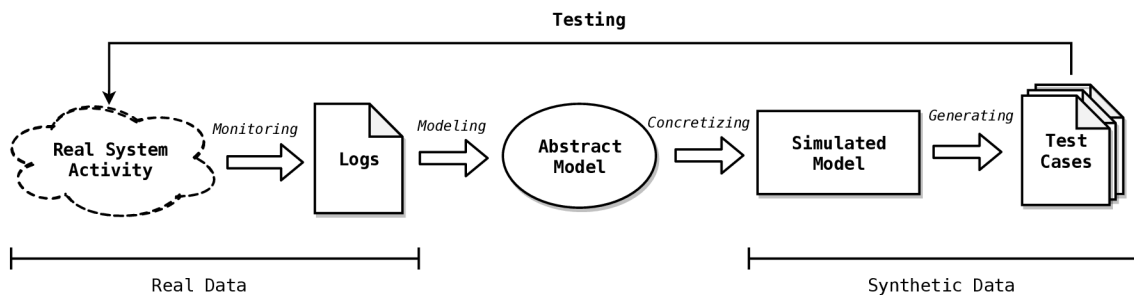 Testing
Monitoring
Modeling
Concretizing
Generating
Real System
Activity
Logs
Abstract
Model
Simulated
Model
Test
Cases
Real Data
Synthetic Data